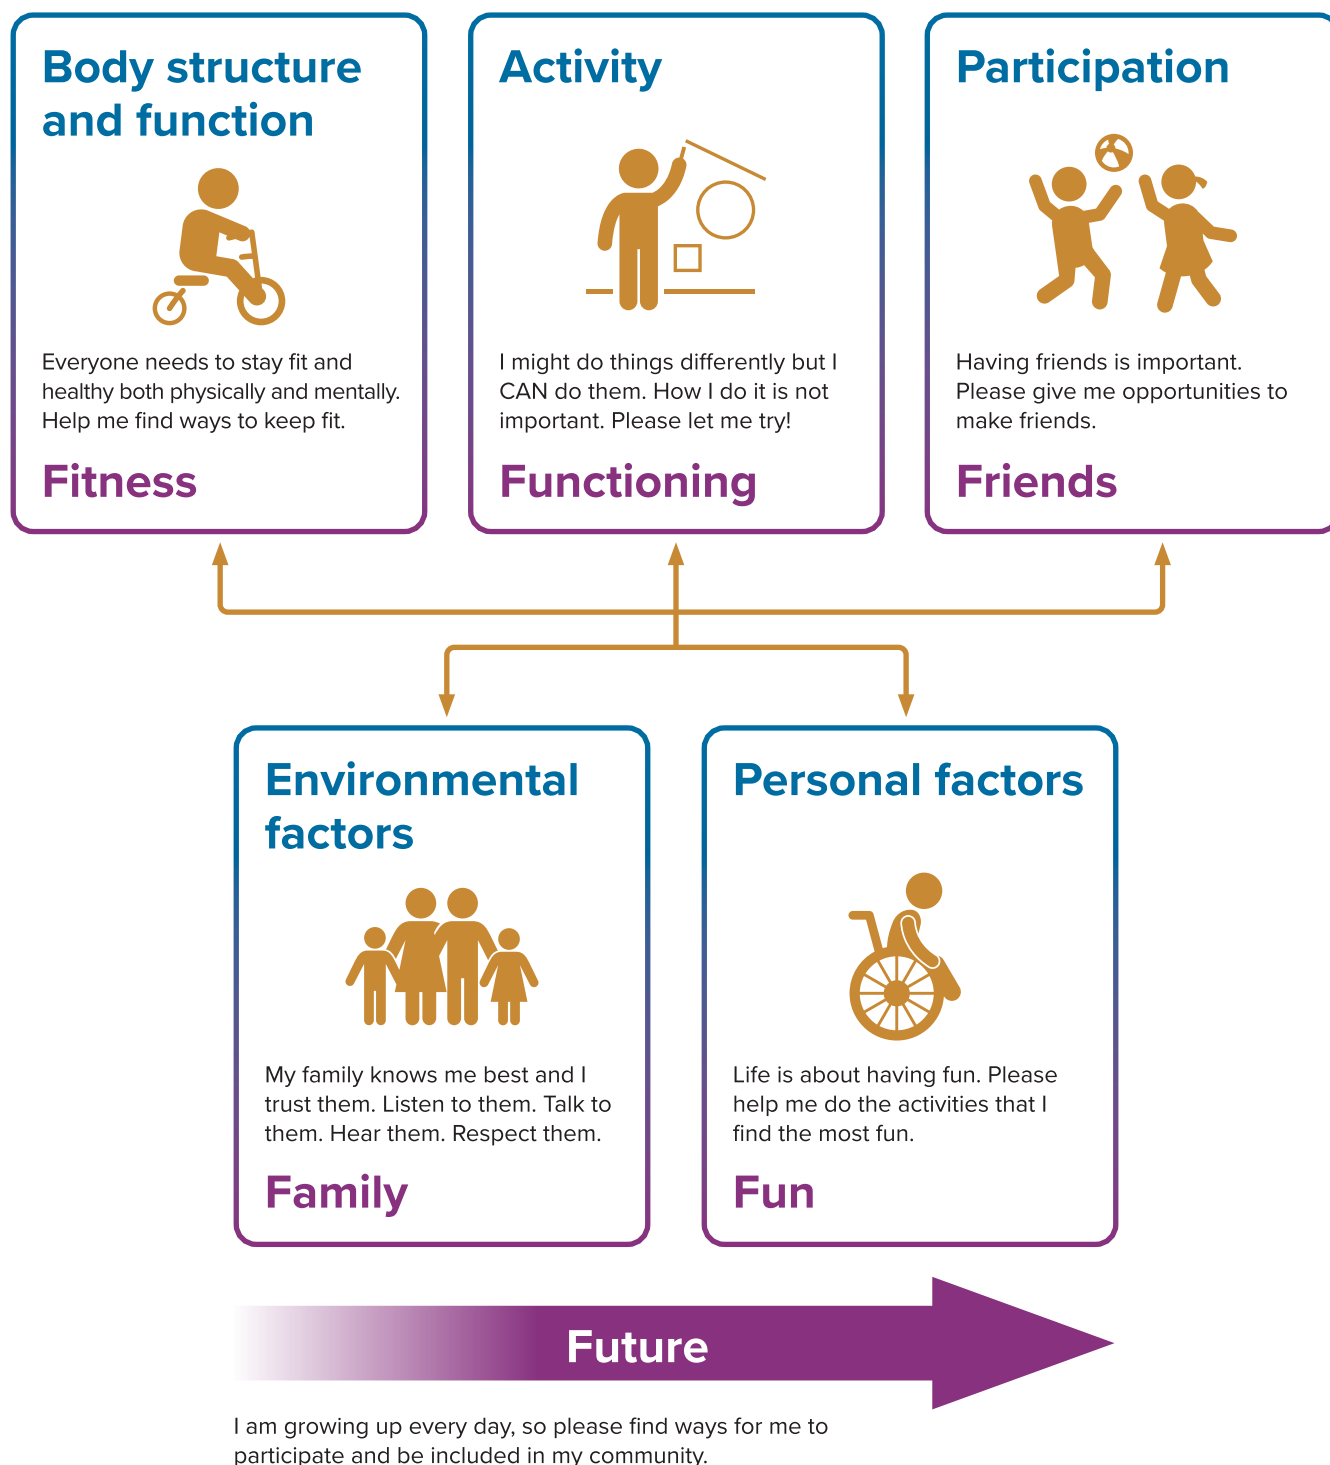 Body structure
and function
Everyone needs to stay fit and
healthy both physically and mentally.
Help me find ways to keep fit.
Fitness
Activity
I might do things differently but I
CAN do them. How I do it is not
important. Please let me try!
Functioning
Participation
Having friends is important.
Please give me opportunities to
make friends.
Friends
Environmental
factors
My family knows me best and I
trust them. Listen to them. Talk to
them. Hear them. Respect them.
Family
Personal factors
Life is about having fun. Please
help me do the activities that I
find the most fun.
Fun
Future
I am growing up every day, so please find ways for me to
participate and be included in my community.